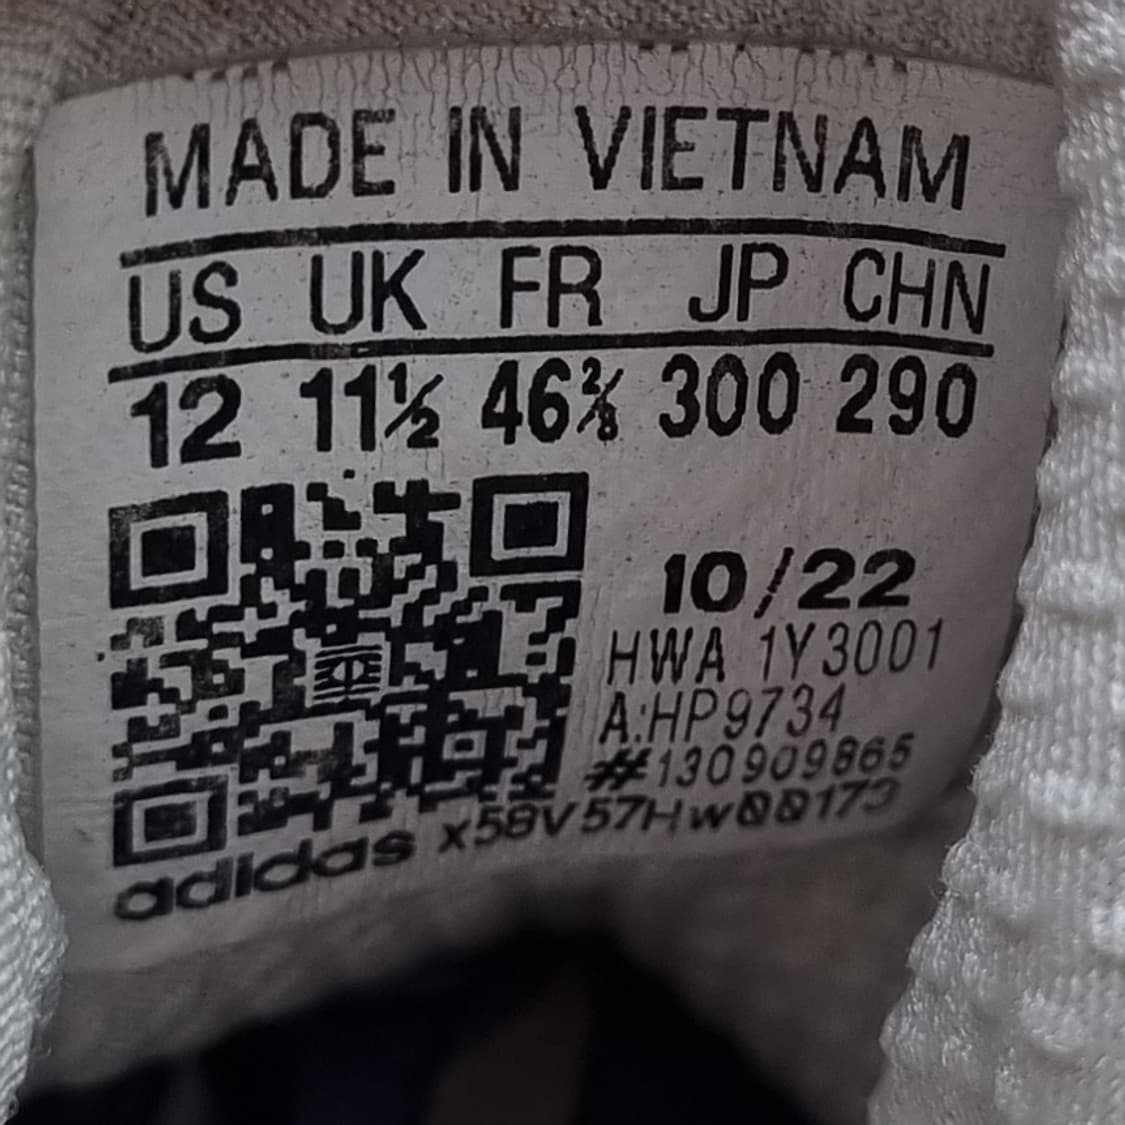 MADE IN VIETNAM
US UK FR JP CHN
12 11½ 46⅔ 300 290
10/22
HWA 1Y3001
A:HP9734
#130909865
adidas x58V57Hw00173